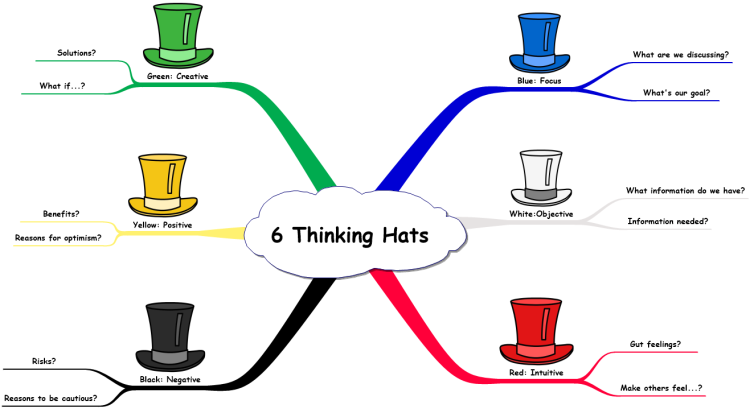 6 Thinking Hats
Green: Creative
Solutions?
What if...?
Blue: Focus
What are we discussing?
What's our goal?
Yellow: Positive
Benefits?
Reasons for optimism?
White:Objective
What information do we have?
Information needed?
Black: Negative
Risks?
Reasons to be cautious?
Red: Intuitive
Gut feelings?
Make others feel...?